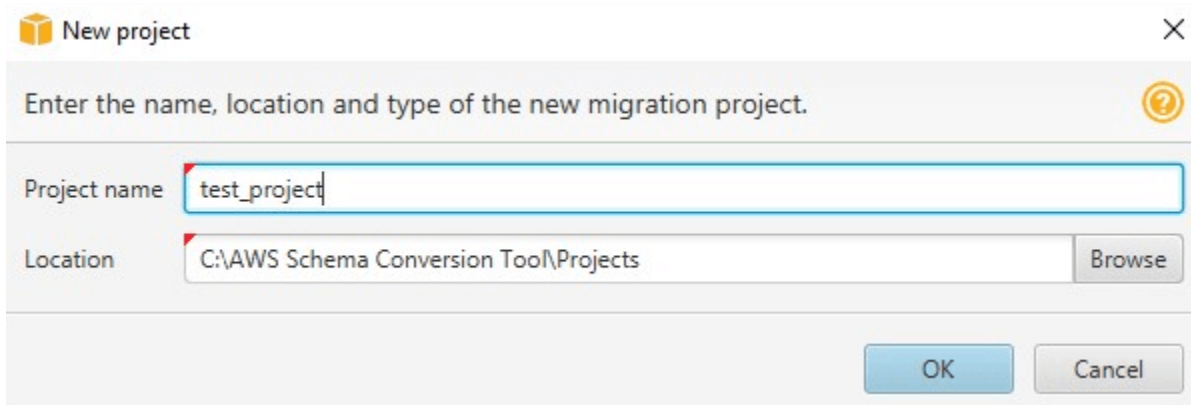 New project
Enter the name, location and type of the new migration project.
Project name test_project
Location C:\AWS Schema Conversion Tool\Projects Browse
OK Cancel